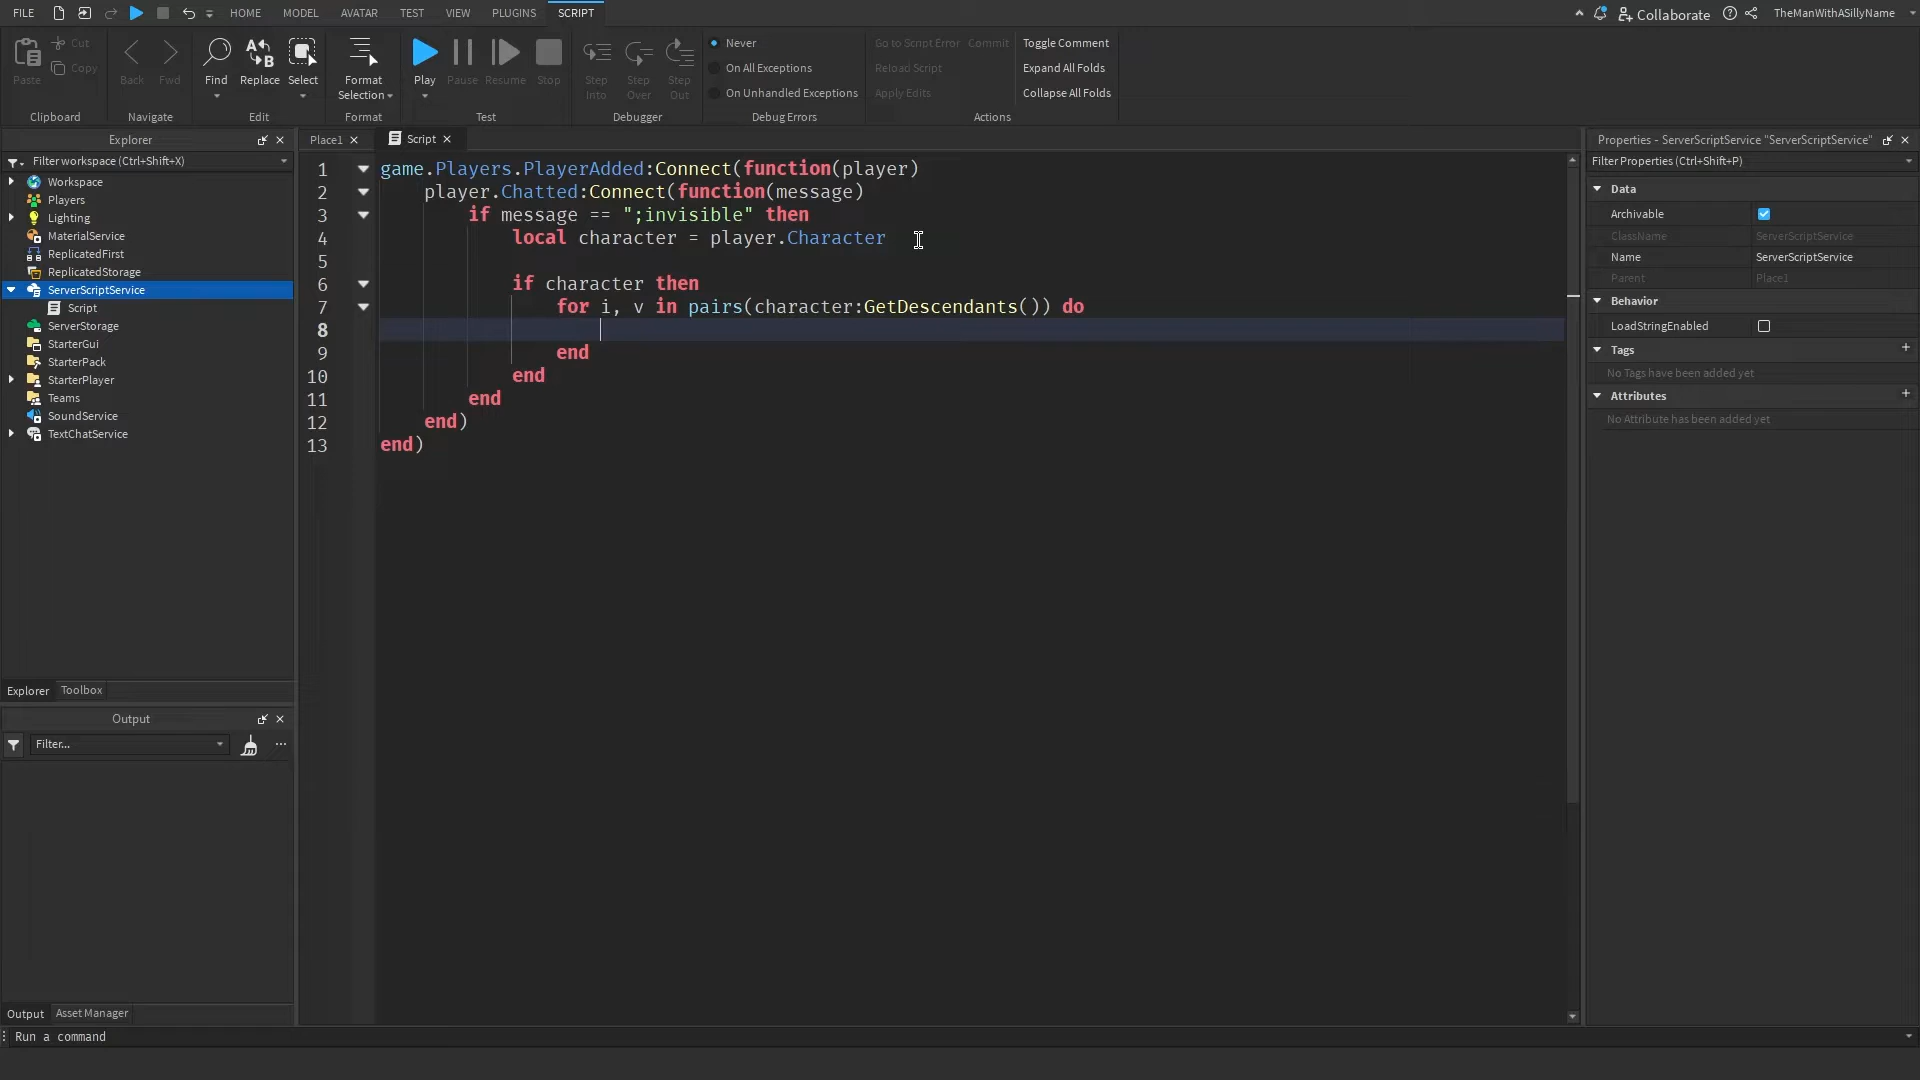 FILE HOME MODEL AVATAR TEST VIEW PLUGINS SCRIPT Collaborate TheManWithASillyName
Paste Cut Copy
Clipboard
Back Fwd
Navigate
Find Replace Select
Edit
Format Selection
Format
Play Pause Resume Stop
Test
Step Into Step Over Step Out
Debugger
Never
On All Exceptions
On Unhandled Exceptions
Debug Errors
Go to Script Error Commit
Reload Script
Apply Edits
Toggle Comment
Expand All Folds
Collapse All Folds
Actions
Explorer
Filter workspace (Ctrl+Shift+X)
Workspace
Players
Lighting
MaterialService
ReplicatedFirst
ReplicatedStorage
ServerScriptService
Script
ServerStorage
StarterGui
StarterPack
StarterPlayer
Teams
SoundService
TextChatService
Explorer Toolbox
Output
Filter...
Output Asset Manager
Run a command
Place1 Script
1 game.Players.PlayerAdded:Connect(function(player)
2 player.Chatted:Connect(function(message)
3 if message == ";invisible" then
4 local character = player.Character
5
6 if character then
7 for i, v in pairs(character:GetDescendants()) do
8
9 end
10 end
11 end
12 end)
13 end)
Properties - ServerScriptService "ServerScriptService"
Filter Properties (Ctrl+Shift+P)
Data
Archivable
ClassName ServerScriptService
Name ServerScriptService
Parent Place1
Behavior
LoadStringEnabled
Tags +
No Tags have been added yet
Attributes +
No Attribute has been added yet